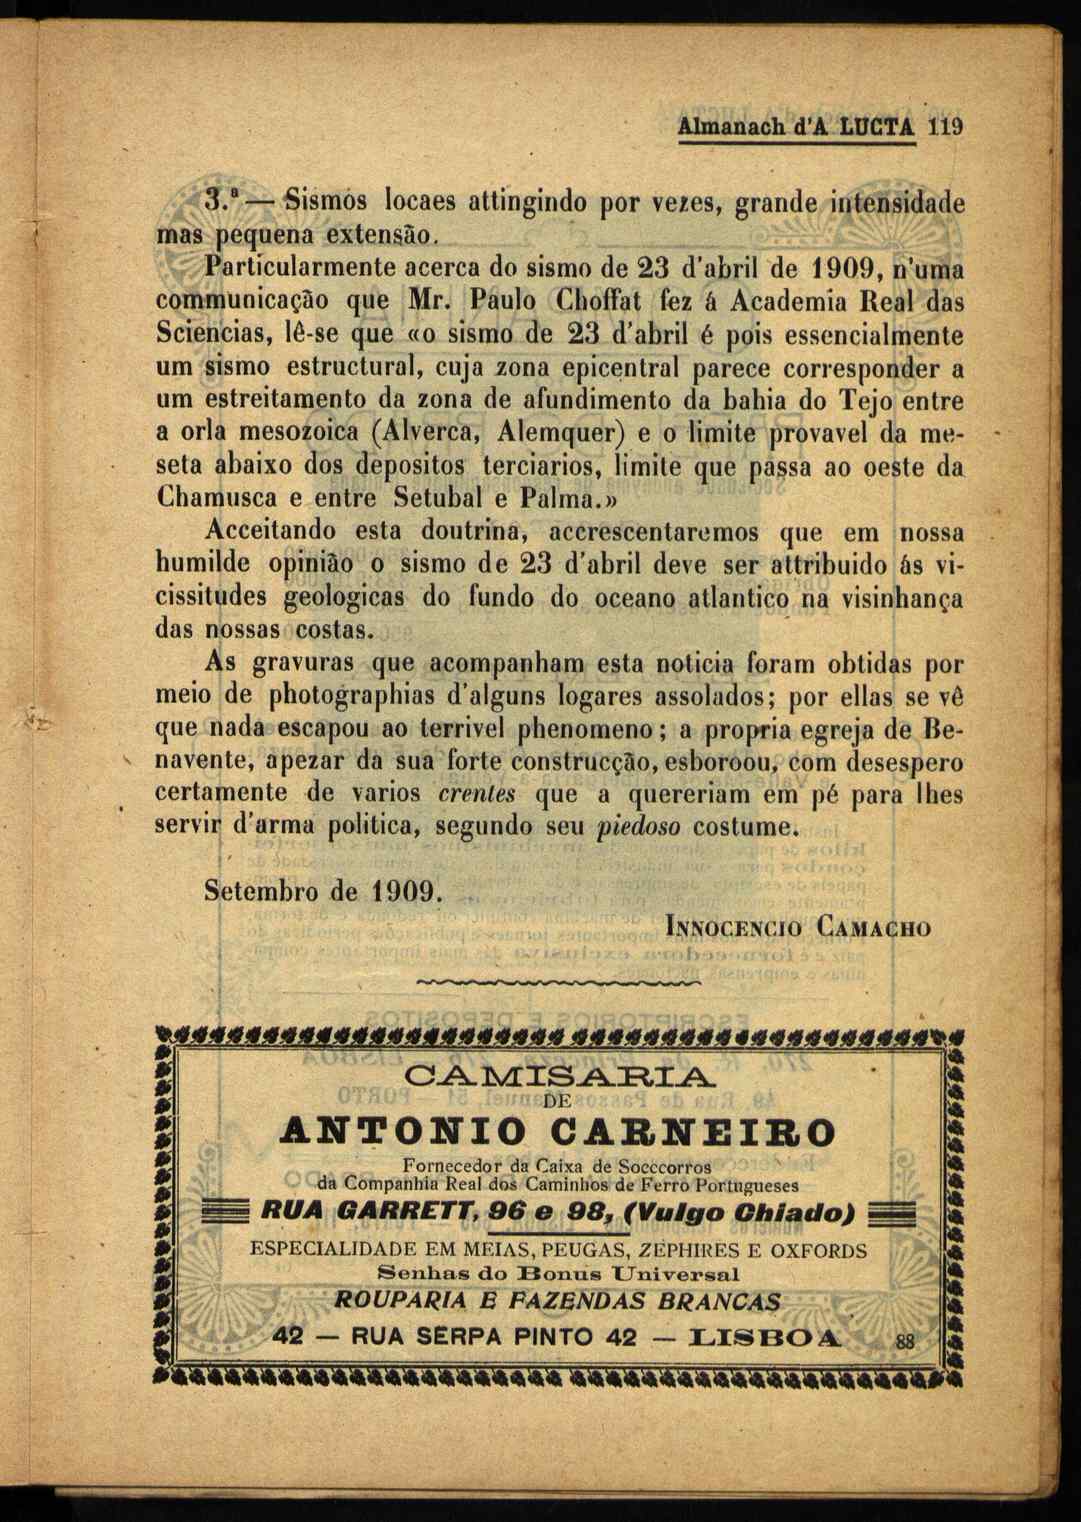 Almanach d'A LUCTA 119
3.ª — Sismos locaes attingindo por vezes, grande intensidade
mas pequena extensão.
Particularmente acerca do sismo de 23 d'abril de 1909, n'uma
communicação que Mr. Paulo Choffat fez á Academia Real das
Sciencias, lê-se que «o sismo de 23 d'abril é pois essencialmente
um sismo estructural, cuja zona epicentral parece corresponder a
um estreitamento da zona de afundimento da bahia do Tejo entre
a orla mesozoica (Alverca, Alemquer) e o limite provavel da me-
seta abaixo dos depositos terciarios, limite que passa ao oeste da
Chamusca e entre Setubal e Palma.»
Acceitando esta doutrina, accrescentaremos que em nossa
humilde opinião o sismo de 23 d'abril deve ser attribuido ás vi-
cissitudes geologicas do fundo do oceano atlantico na visinhança
das nossas costas.
As gravuras que acompanham esta noticia foram obtidas por
meio de photographias d'alguns logares assolados; por ellas se vê
que nada escapou ao terrivel phenomeno; a propria egreja de Be-
navente, apezar da sua forte construcção, esboroou, com desespero
certamente de varios crentes que a quereriam em pé para lhes
servir d'arma politica, segundo seu piedoso costume.
Setembro de 1909.
INNOCENCIO CAMACHO
CAMISARIA
DE
ANTONIO CARNEIRO
Fornecedor da Caixa de Socccorros
da Companhia Real dos Caminhos de Ferro Portugueses
RUA GARRETT, 96 e 98, (Vulgo Chiado)
ESPECIALIDADE EM MEIAS, PEUGAS, ZEPHIRES E OXFORDS
Senhas do Bonus Universal
ROUPARIA E FAZENDAS BRANCAS
42 — RUA SERPA PINTO 42 — LISBOA 88